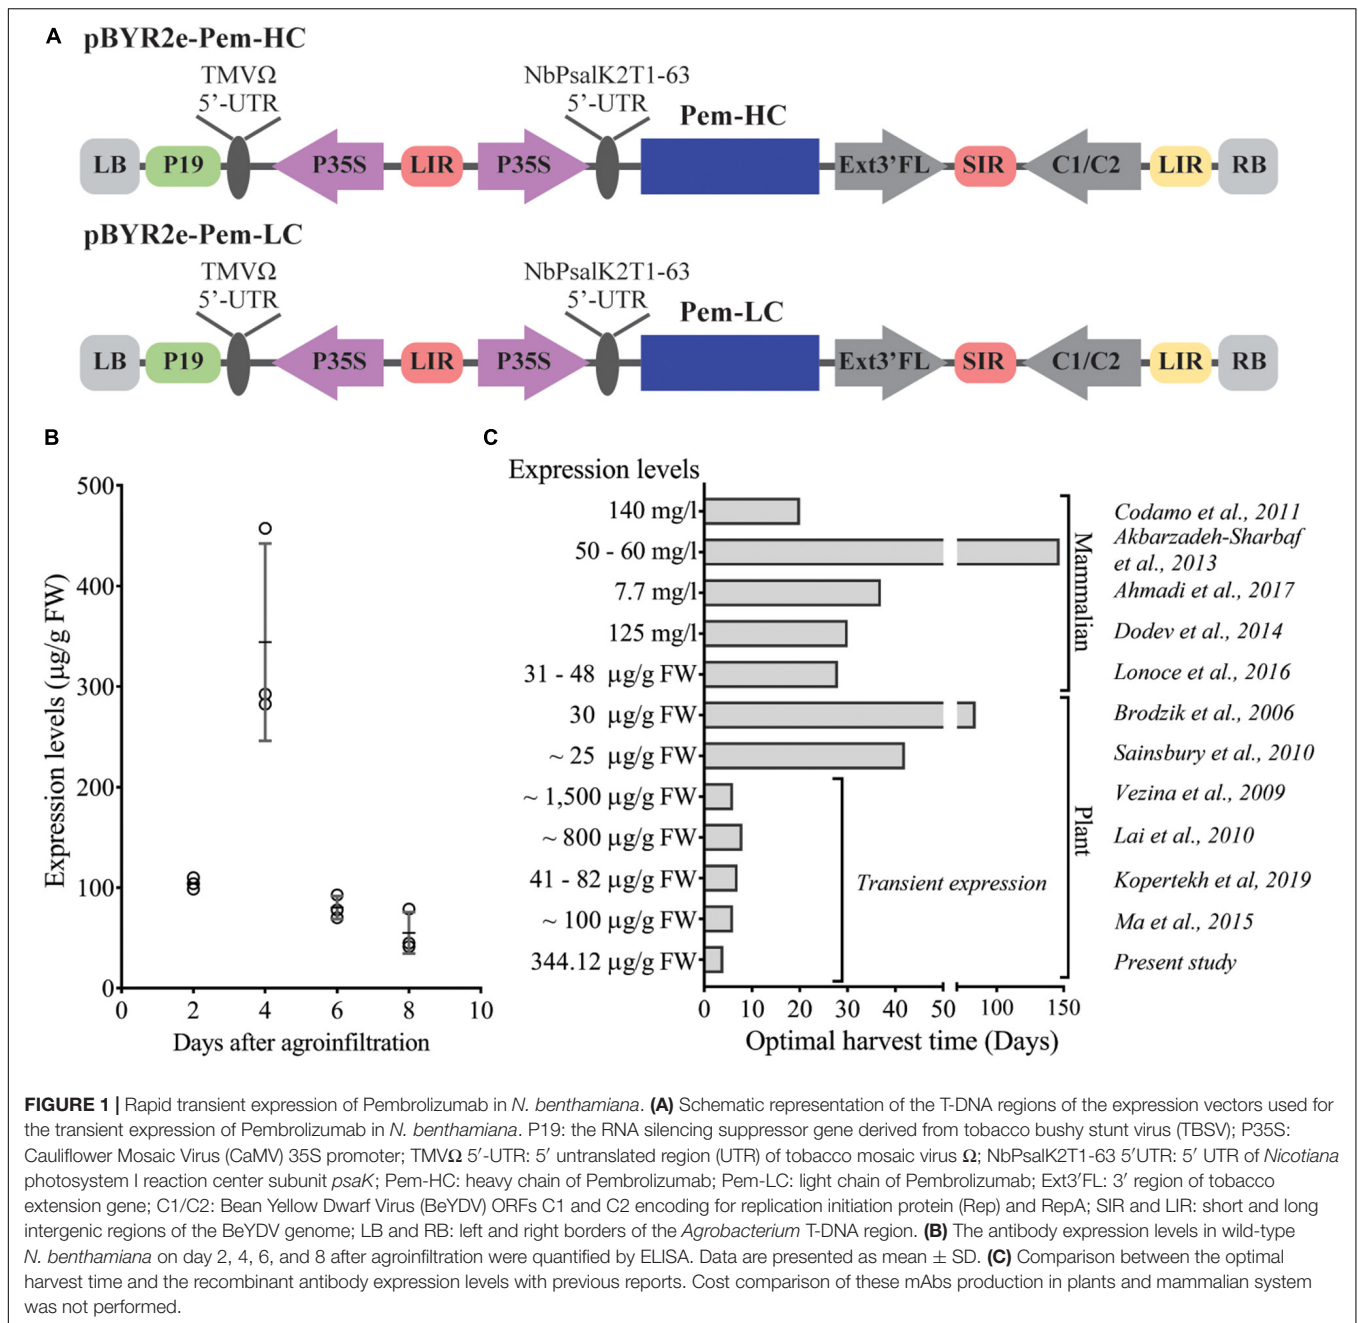 A pBYR2e-Pem-HC
TMVΩ NbPsalK2T1-63
5'-UTR 5'-UTR Pem-HC
LB P19 P35S LIR P35S Ext3'FL SIR C1/C2 LIR RB
pBYR2e-Pem-LC
TMVΩ NbPsalK2T1-63
5'-UTR 5'-UTR Pem-LC
LB P19 P35S LIR P35S Ext3'FL SIR C1/C2 LIR RB
B
Expression levels (µg/g FW)
500
400
300
200
100
0
0 2 4 6 8 10
Days after agroinfiltration
C
Expression levels
140 mg/l
50 - 60 mg/l
7.7 mg/l
125 mg/l
31 - 48 µg/g FW
30 µg/g FW
~ 25 µg/g FW
~ 1,500 µg/g FW
~ 800 µg/g FW
41 - 82 µg/g FW
~ 100 µg/g FW
344.12 µg/g FW
0 10 20 30 40 50 100 150
Optimal harvest time (Days)
Transient expression
Mammalian
Plant
Codamo et al., 2011
Akbarzadeh-Sharbaf
et al., 2013
Ahmadi et al., 2017
Dodev et al., 2014
Lonoce et al., 2016
Brodzik et al., 2006
Sainsbury et al., 2010
Vezina et al., 2009
Lai et al., 2010
Kopertekh et al, 2019
Ma et al., 2015
Present study
FIGURE 1 | Rapid transient expression of Pembrolizumab in N. benthamiana. (A) Schematic representation of the T-DNA regions of the expression vectors used for
the transient expression of Pembrolizumab in N. benthamiana. P19: the RNA silencing suppressor gene derived from tobacco bushy stunt virus (TBSV); P35S:
Cauliflower Mosaic Virus (CaMV) 35S promoter; TMVΩ 5′-UTR: 5′ untranslated region (UTR) of tobacco mosaic virus Ω; NbPsalK2T1-63 5′UTR: 5′ UTR of Nicotiana
photosystem I reaction center subunit psaK; Pem-HC: heavy chain of Pembrolizumab; Pem-LC: light chain of Pembrolizumab; Ext3′FL: 3′ region of tobacco
extension gene; C1/C2: Bean Yellow Dwarf Virus (BeYDV) ORFs C1 and C2 encoding for replication initiation protein (Rep) and RepA; SIR and LIR: short and long
intergenic regions of the BeYDV genome; LB and RB: left and right borders of the Agrobacterium T-DNA region. (B) The antibody expression levels in wild-type
N. benthamiana on day 2, 4, 6, and 8 after agroinfiltration were quantified by ELISA. Data are presented as mean ± SD. (C) Comparison between the optimal
harvest time and the recombinant antibody expression levels with previous reports. Cost comparison of these mAbs production in plants and mammalian system
was not performed.